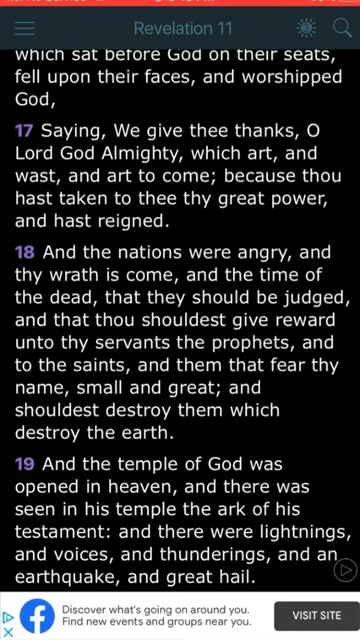 Revelation 11
which sat before God on their seats,
fell upon their faces, and worshipped
God,
17 Saying, We give thee thanks, O
Lord God Almighty, which art, and
wast, and art to come; because thou
hast taken to thee thy great power,
and hast reigned.
18 And the nations were angry, and
thy wrath is come, and the time of
the dead, that they should be judged,
and that thou shouldest give reward
unto thy servants the prophets, and
to the saints, and them that fear thy
name, small and great; and
shouldest destroy them which
destroy the earth.
19 And the temple of God was
opened in heaven, and there was
seen in his temple the ark of his
testament: and there were lightnings,
and voices, and thunderings, and an
earthquake, and great hail.
Discover what's going on around you.
Find new events and groups near you.
VISIT SITE